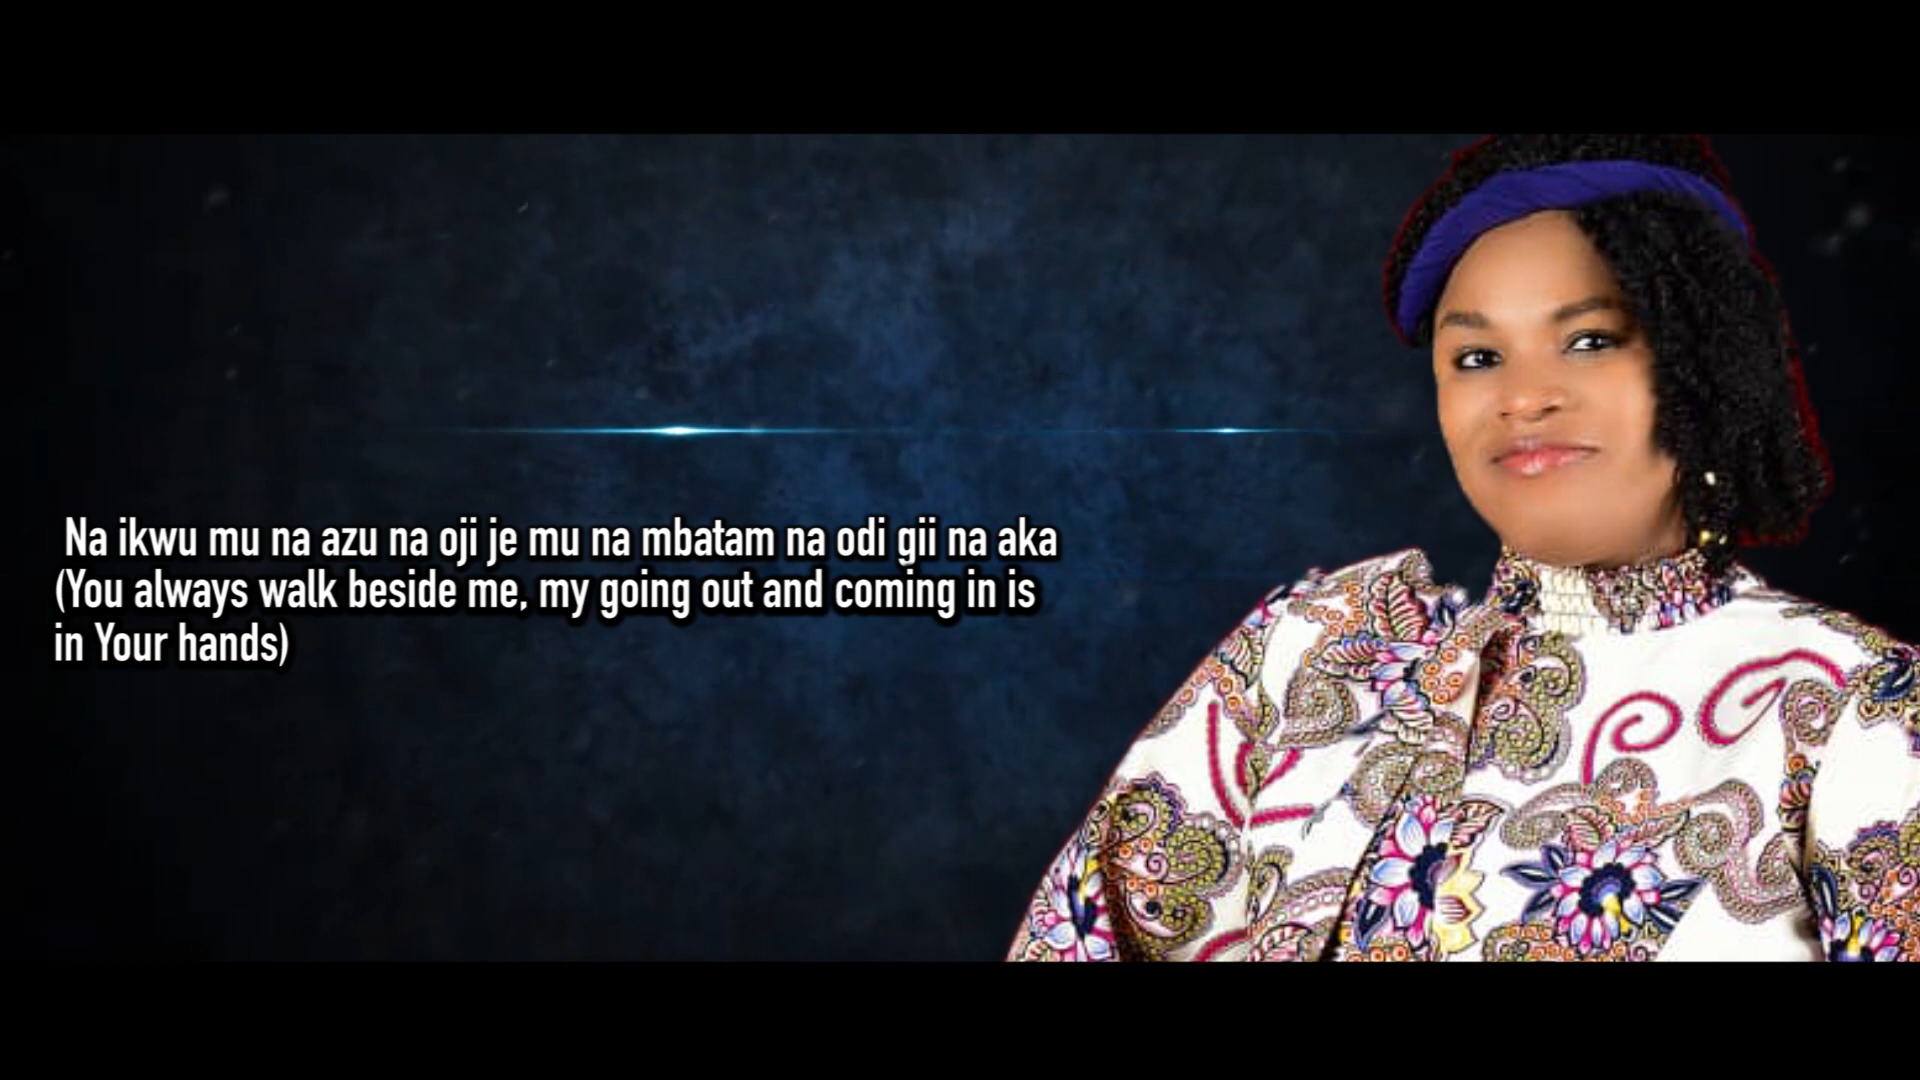 Na ikwu mu na azu na oji je mu na mbatam na odi gii na aka
(You always walk beside me, my going out and coming in is
in Your hands)